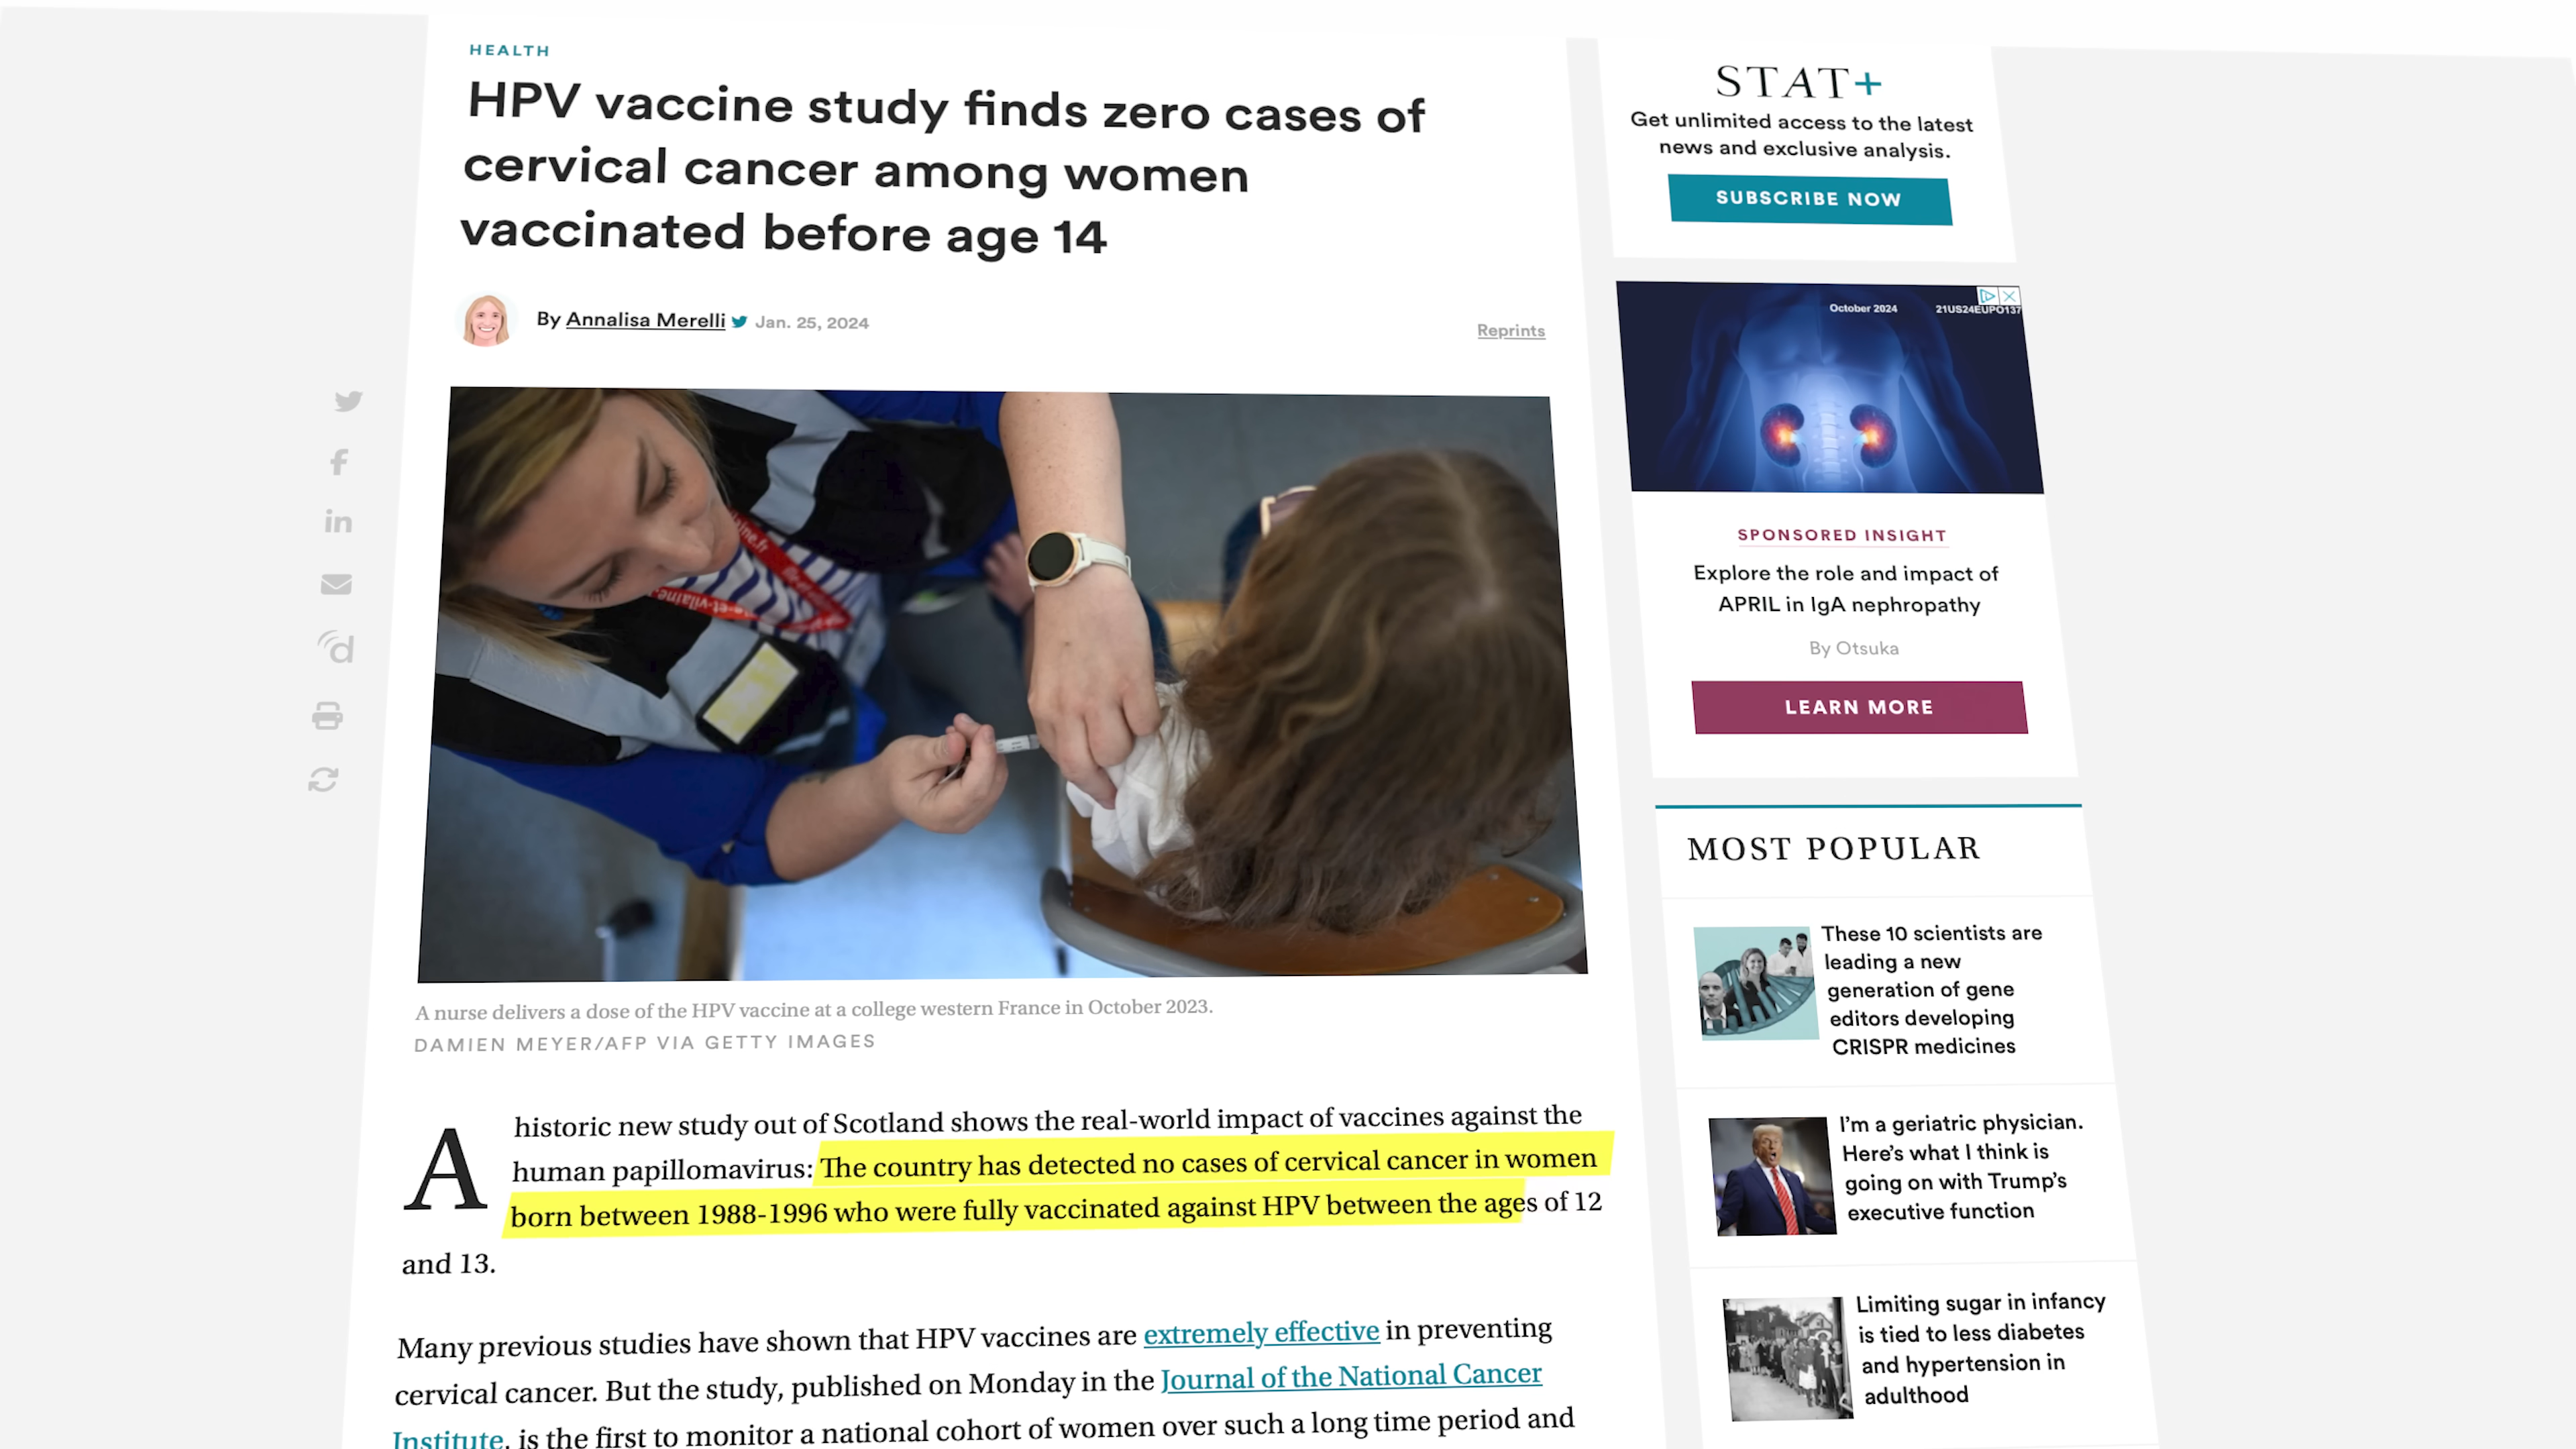 HEALTH
HPV vaccine study finds zero cases of
cervical cancer among women
vaccinated before age 14
By Annalisa Merelli Jan. 25, 2024
Reprints
A nurse delivers a dose of the HPV vaccine at a college western France in October 2023.
DAMIEN MEYER/AFP VIA GETTY IMAGES
A historic new study out of Scotland shows the real-world impact of vaccines against the
human papillomavirus: The country has detected no cases of cervical cancer in women
born between 1988-1996 who were fully vaccinated against HPV between the ages of 12
and 13.
Many previous studies have shown that HPV vaccines are extremely effective in preventing
cervical cancer. But the study, published on Monday in the Journal of the National Cancer
Institute, is the first to monitor a national cohort of women over such a long time period and
STAT+
Get unlimited access to the latest
news and exclusive analysis.
SUBSCRIBE NOW
October 2024 21US24EUP0137
SPONSORED INSIGHT
Explore the role and impact of
APRIL in IgA nephropathy
By Otsuka
LEARN MORE
MOST POPULAR
These 10 scientists are
leading a new
generation of gene
editors developing
CRISPR medicines
I'm a geriatric physician.
Here's what I think is
going on with Trump's
executive function
Limiting sugar in infancy
is tied to less diabetes
and hypertension in
adulthood